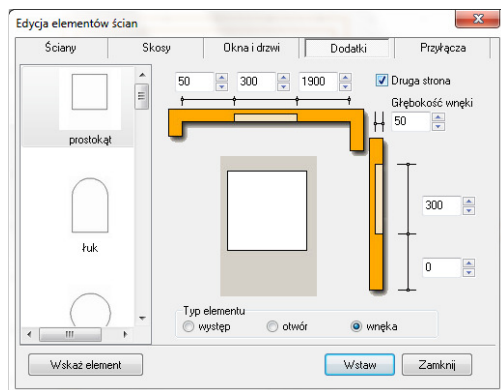 Edycja elementów ścian
Ściany Skosy Okna i drzwi Dodatki Przyłącza
50 300 1900 Druga strona
Głębokość wnęki
50
prostokąt
łuk
300
0
Typ elementu
występ otwór wnęka
Wskaż element Wstaw Zamknij